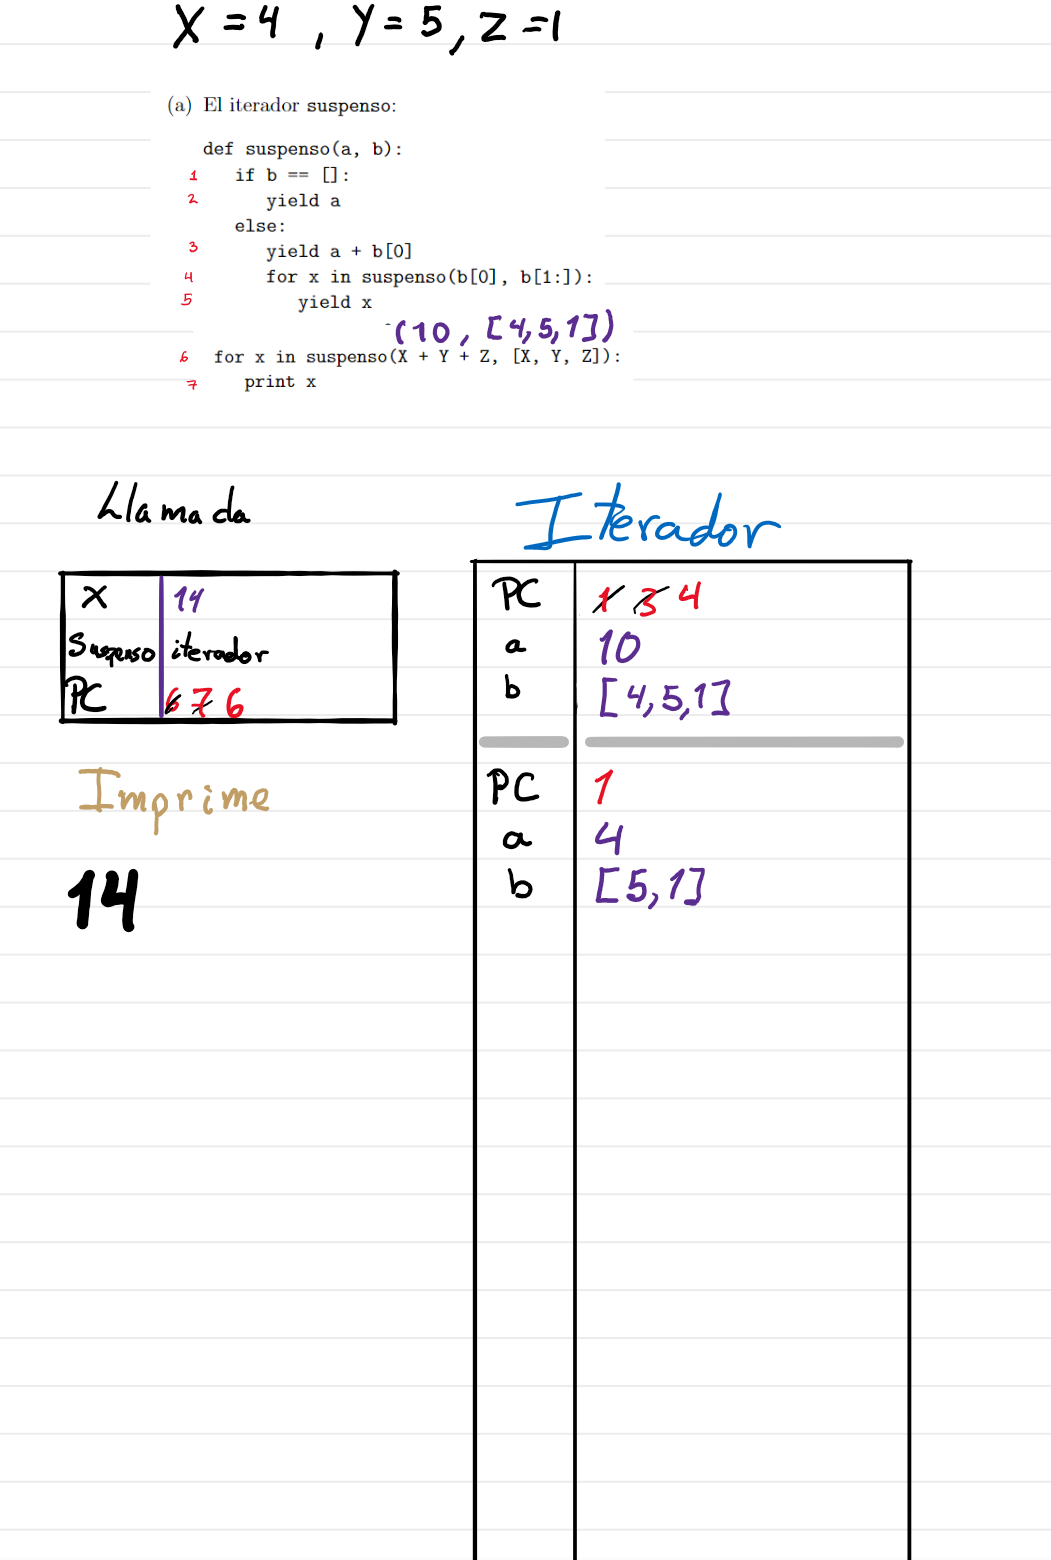 X = 4 , Y = 5, Z = 1
(a) El iterador suspenso:
def suspenso(a, b):
1 if b == []:
2 yield a
else:
3 yield a + b[0]
4 for x in suspenso(b[0], b[1:]):
5 yield x
(10, [4,5,1])
6 for x in suspenso(X + Y + Z, [X, Y, Z]):
7 print x
Llamada
Iterador
X 14
Suspenso iterador
PC 6 7 6
PC 1 3 4
a 10
b [4,5,1]
Imprime
14
PC 1
a 4
b [5,1]